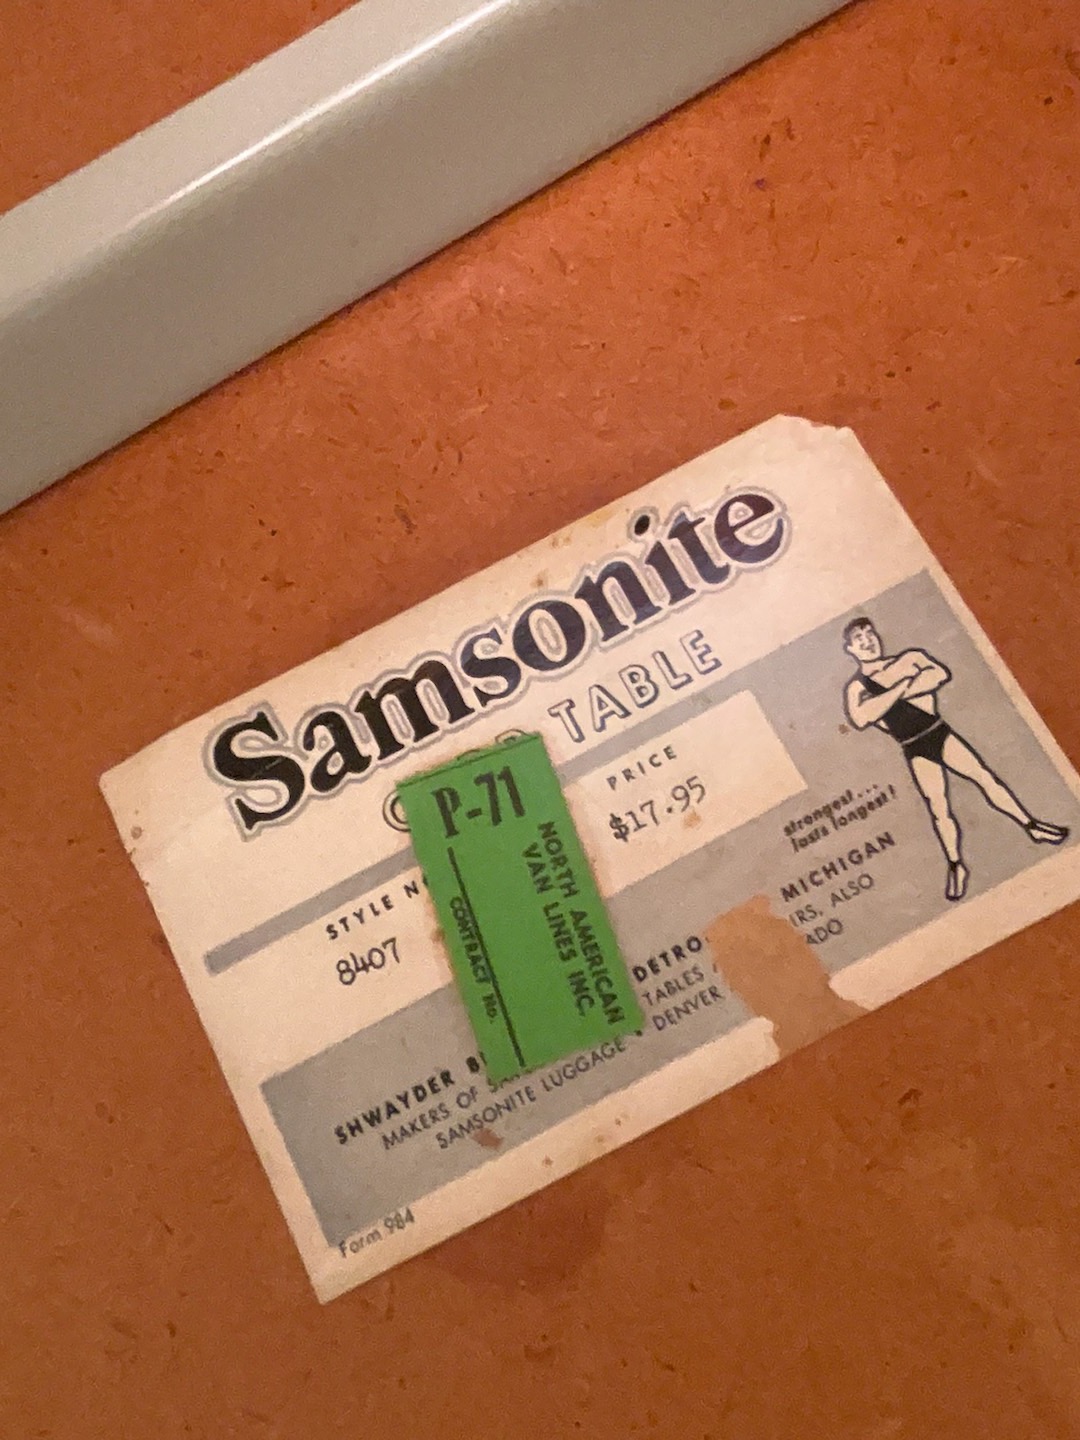 Samsonite
TABLE
STYLE
8407
PRICE
$17.95
P-71
NORTH AMERICAN
VAN LINES INC.
CONTRACT No.
strongest...
lasts longest!
SHWAYDER DETRO MICHIGAN
MAKERS OF TABLES ALSO
SAMSONITE LUGGAGE • DENVER
Form 984